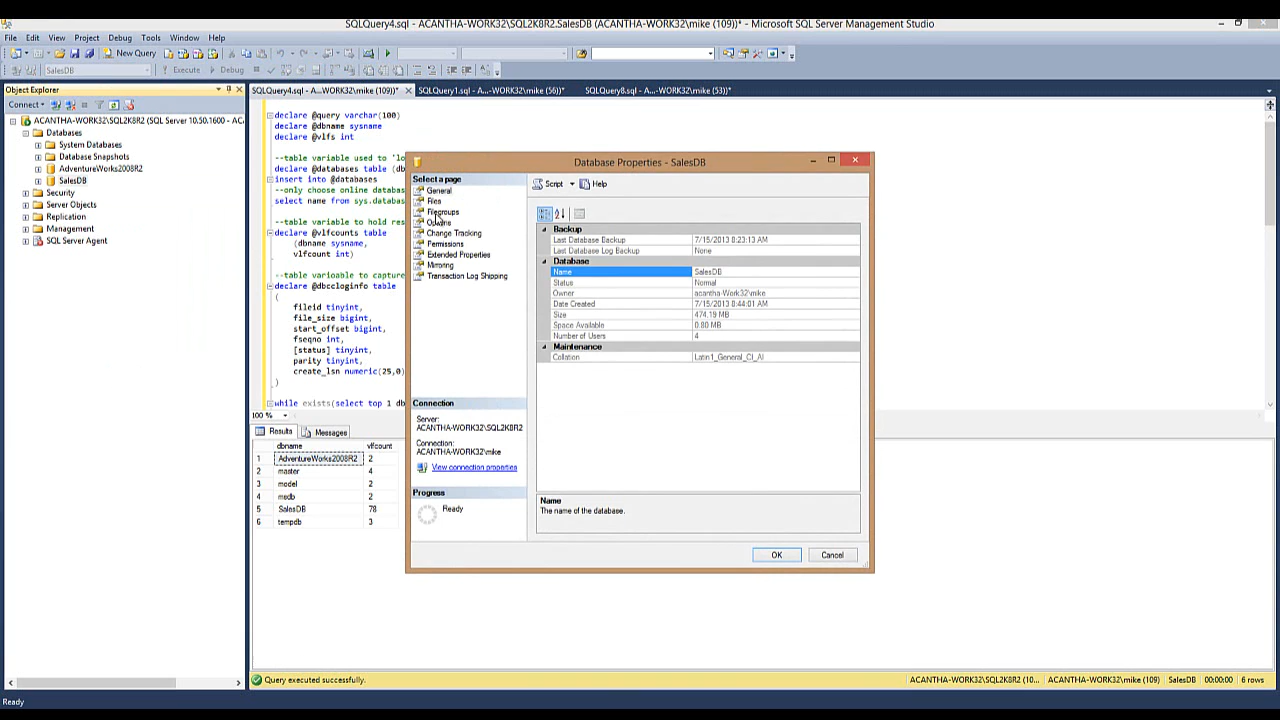 SQLQuery4.sql - ACANTHA-WORK32\SQL2K8R2.SalesDB (ACANTHA-WORK32\mike (109))* - Microsoft SQL Server Management Studio
File Edit View Project Debug Tools Window Help
New Query
SalesDB Execute Debug
Object Explorer
SQLQuery4.sql - A...WORK32\mike (109))* SQLQuery1.sql - A...-WORK32\mike (56))* SQLQuery8.sql - A...-WORK32\mike (53))*
Connect
ACANTHA-WORK32\SQL2K8R2 (SQL Server 10.50.1600 - AC
Databases
System Databases
Database Snapshots
AdventureWorks2008R2
SalesDB
Security
Server Objects
Replication
Management
SQL Server Agent
declare @query varchar(100)
declare @dbname sysname
declare @vlfs int
--table variable used to 'lo
declare @databases table (db
insert into @databases
--only choose online databas
select name from sys.databas
--table variable to hold res
declare @vlfcounts table
(dbname sysname,
vlfcount int)
--table varioable to capture
declare @dbccloginfo table
(
fileid tinyint,
file_size bigint,
start_offset bigint,
fseqno int,
[status] tinyint,
parity tinyint,
create_lsn numeric(25,0)
)
while exists(select top 1 db
100 %
Results Messages
dbname vlfcount
1 AdventureWorks2008R2 2
2 master 4
3 model 2
4 msdb 2
5 SalesDB 78
6 tempdb 3
Database Properties - SalesDB
Select a page
General
Files
Filegroups
Options
Change Tracking
Permissions
Extended Properties
Mirroring
Transaction Log Shipping
Connection
Server:
ACANTHA-WORK32\SQL2K8R2
Connection:
ACANTHA-WORK32\mike
View connection properties
Progress
Ready
Script Help
Backup
Last Database Backup 7/15/2013 8:23:13 AM
Last Database Log Backup None
Database
Name SalesDB
Status Normal
Owner acantha-Work32\mike
Date Created 7/15/2013 8:44:01 AM
Size 474.19 MB
Space Available 0.80 MB
Number of Users 4
Maintenance
Collation Latin1_General_CI_AI
Name
The name of the database.
OK Cancel
Query executed successfully. ACANTHA-WORK32\SQL2K8R2 (10... ACANTHA-WORK32\mike (109) SalesDB 00:00:00 6 rows
Ready